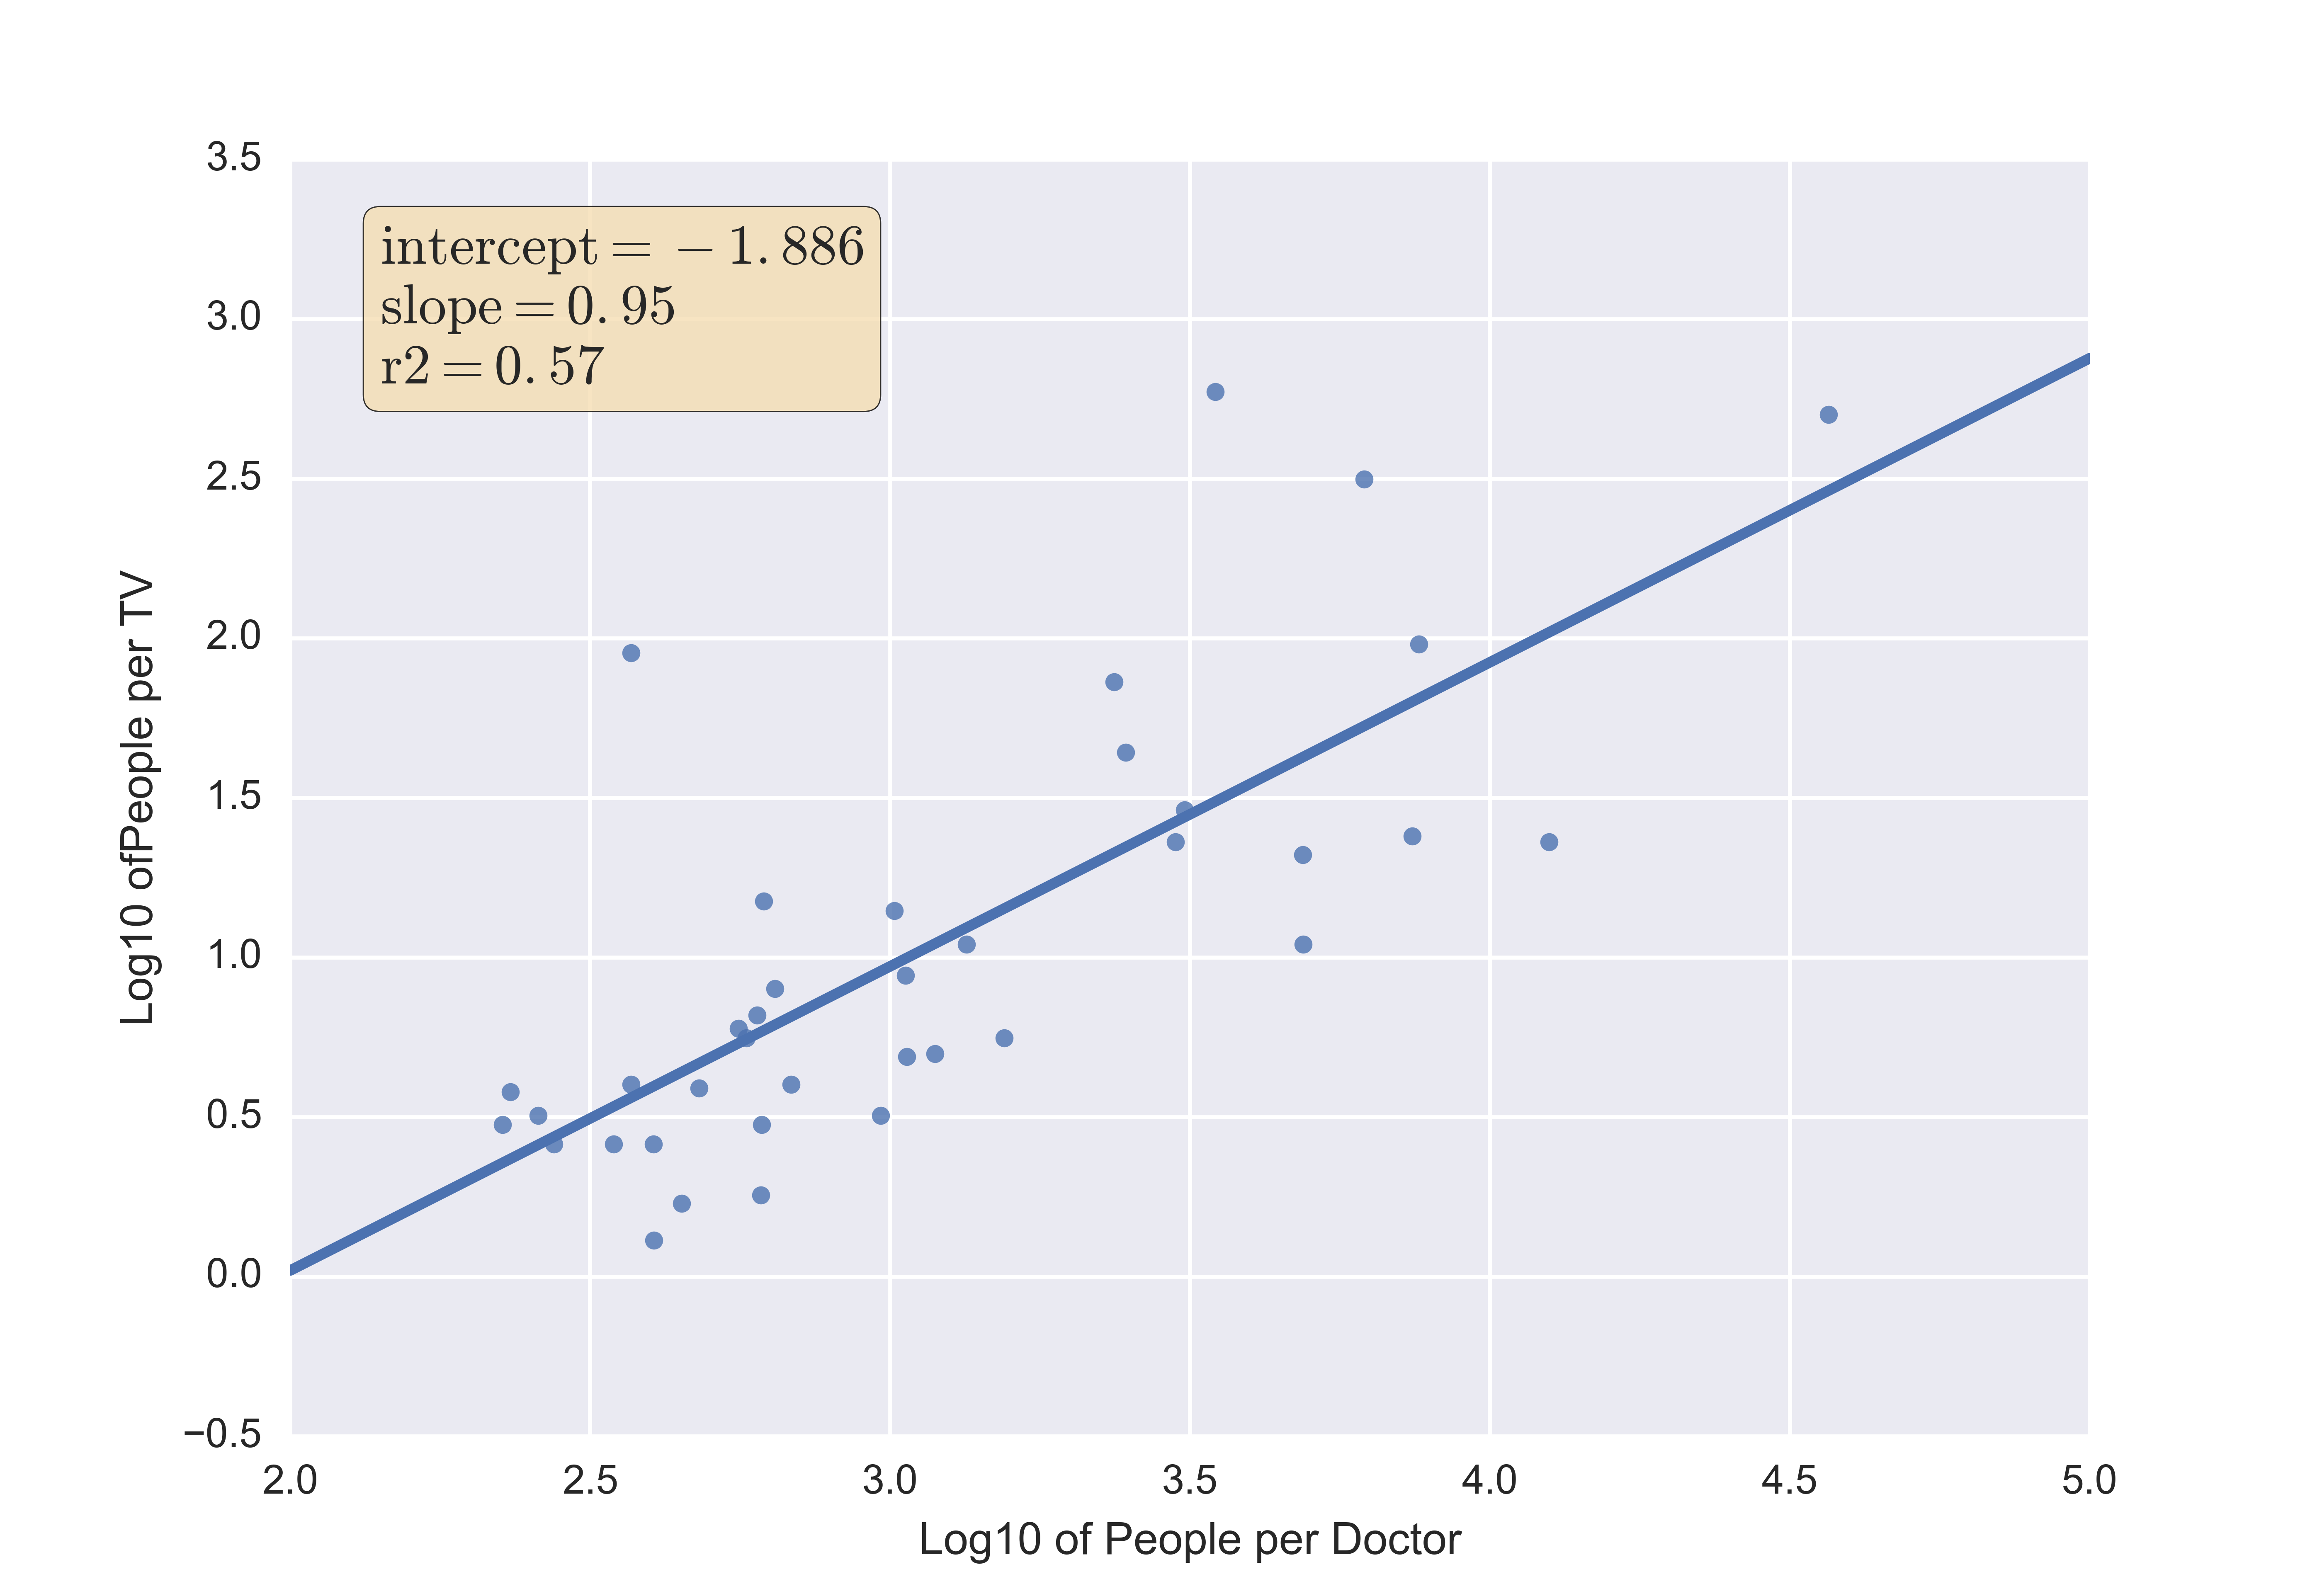 intercept = −1.886
slope = 0.95
r2 = 0.57
3.5
3.0
2.5
2.0
1.5
1.0
0.5
0.0
−0.5
Log10 ofPeople per TV
2.0 2.5 3.0 3.5 4.0 4.5 5.0
Log10 of People per Doctor